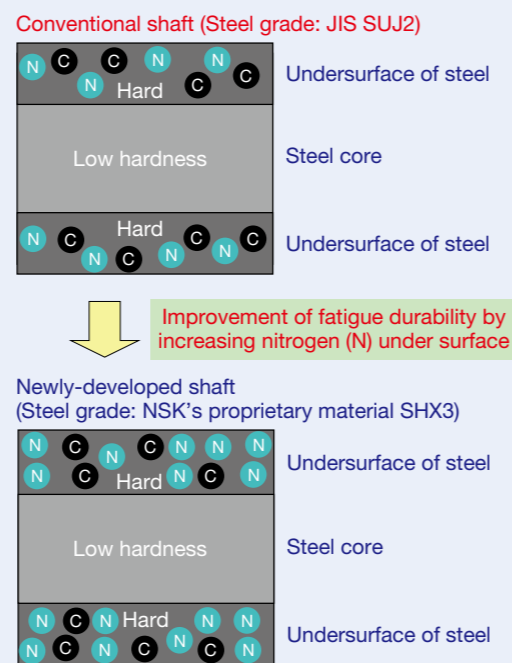 Conventional shaft (Steel grade: JIS SUJ2)
N C C N N C
N C
Hard
Undersurface of steel
Low hardness
Steel core
Hard
N C C C
N C N N
Undersurface of steel
Improvement of fatigue durability by
increasing nitrogen (N) under surface
Newly-developed shaft
(Steel grade: NSK's proprietary material SHX3)
N C N C N N N
N C Hard N C N
Undersurface of steel
Low hardness
Steel core
N C N Hard N N
N C N C N C N
Undersurface of steel